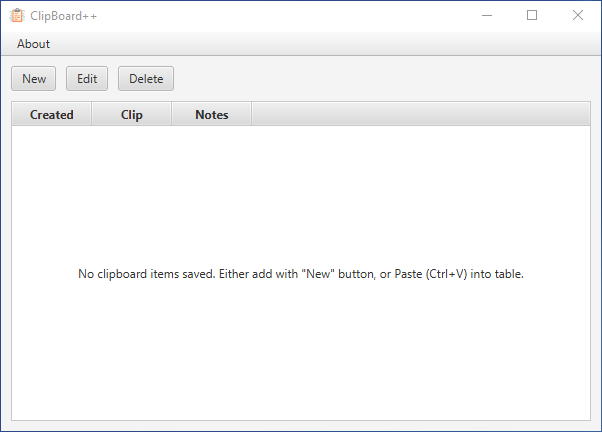 ClipBoard++
About
New Edit Delete
Created Clip Notes
No clipboard items saved. Either add with "New" button, or Paste (Ctrl+V) into table.